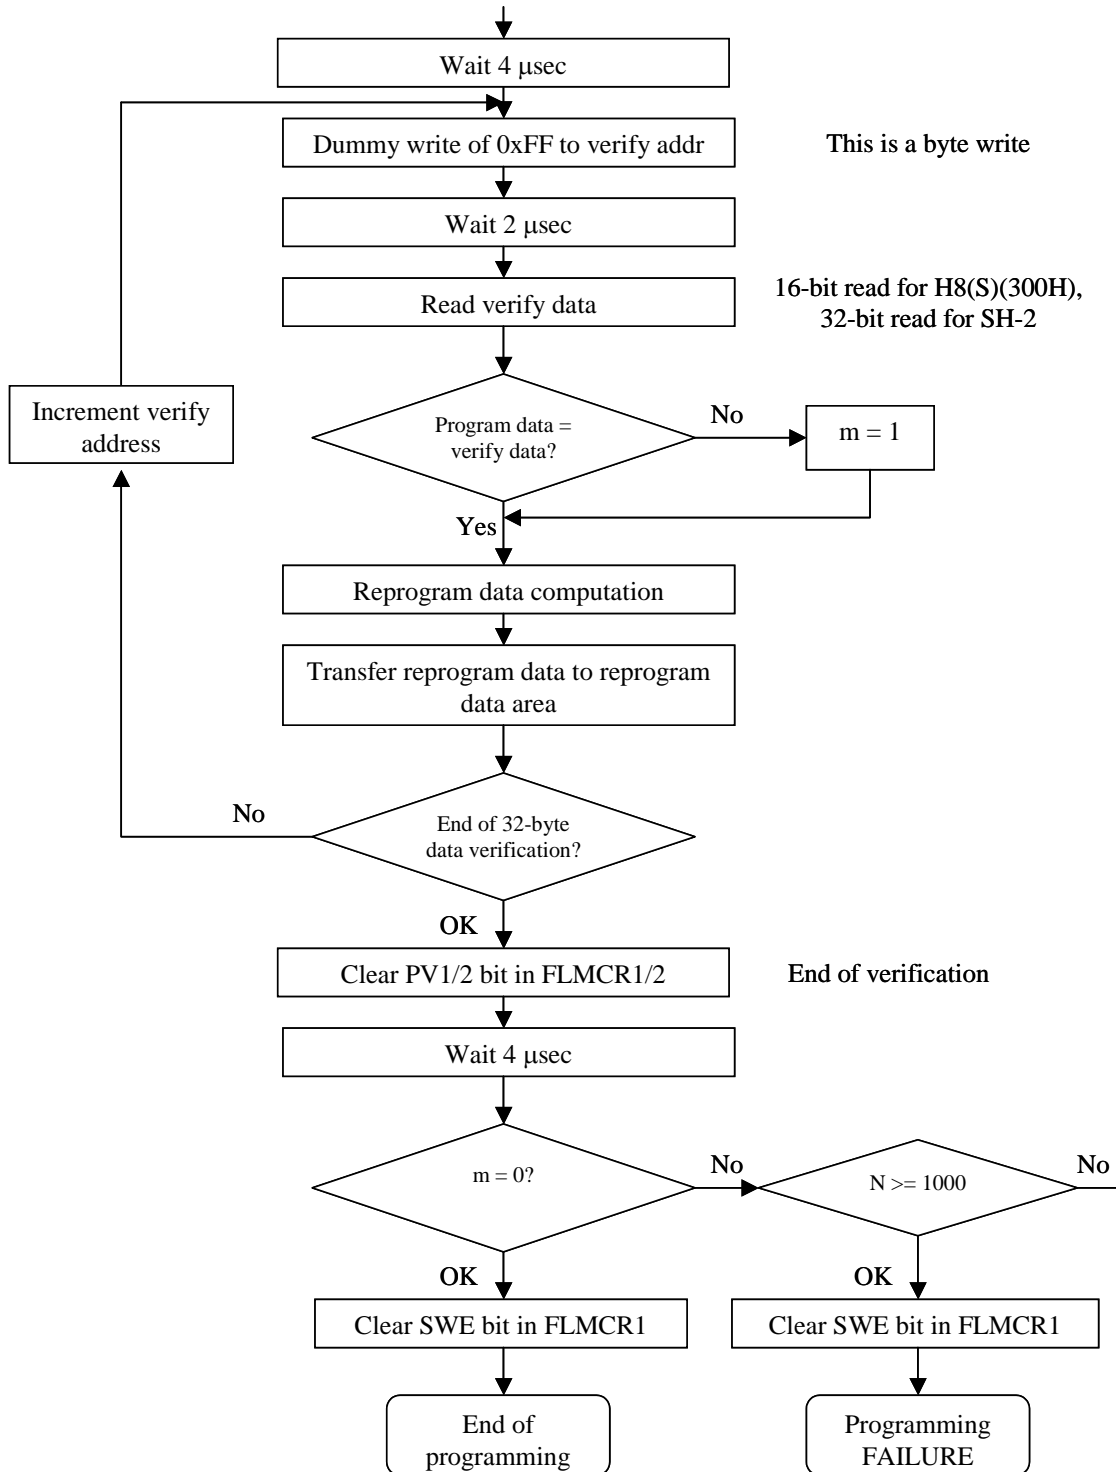 Wait 4 μsec
Dummy write of 0xFF to verify addr
This is a byte write
Wait 2 μsec
Read verify data
16-bit read for H8(S)(300H),
32-bit read for SH-2
Increment verify
address
Program data =
verify data?
No
m = 1
Yes
Reprogram data computation
Transfer reprogram data to reprogram
data area
No
End of 32-byte
data verification?
OK
Clear PV1/2 bit in FLMCR1/2
End of verification
Wait 4 μsec
m = 0?
No
N >= 1000
No
OK
OK
Clear SWE bit in FLMCR1
Clear SWE bit in FLMCR1
End of
programming
Programming
FAILURE